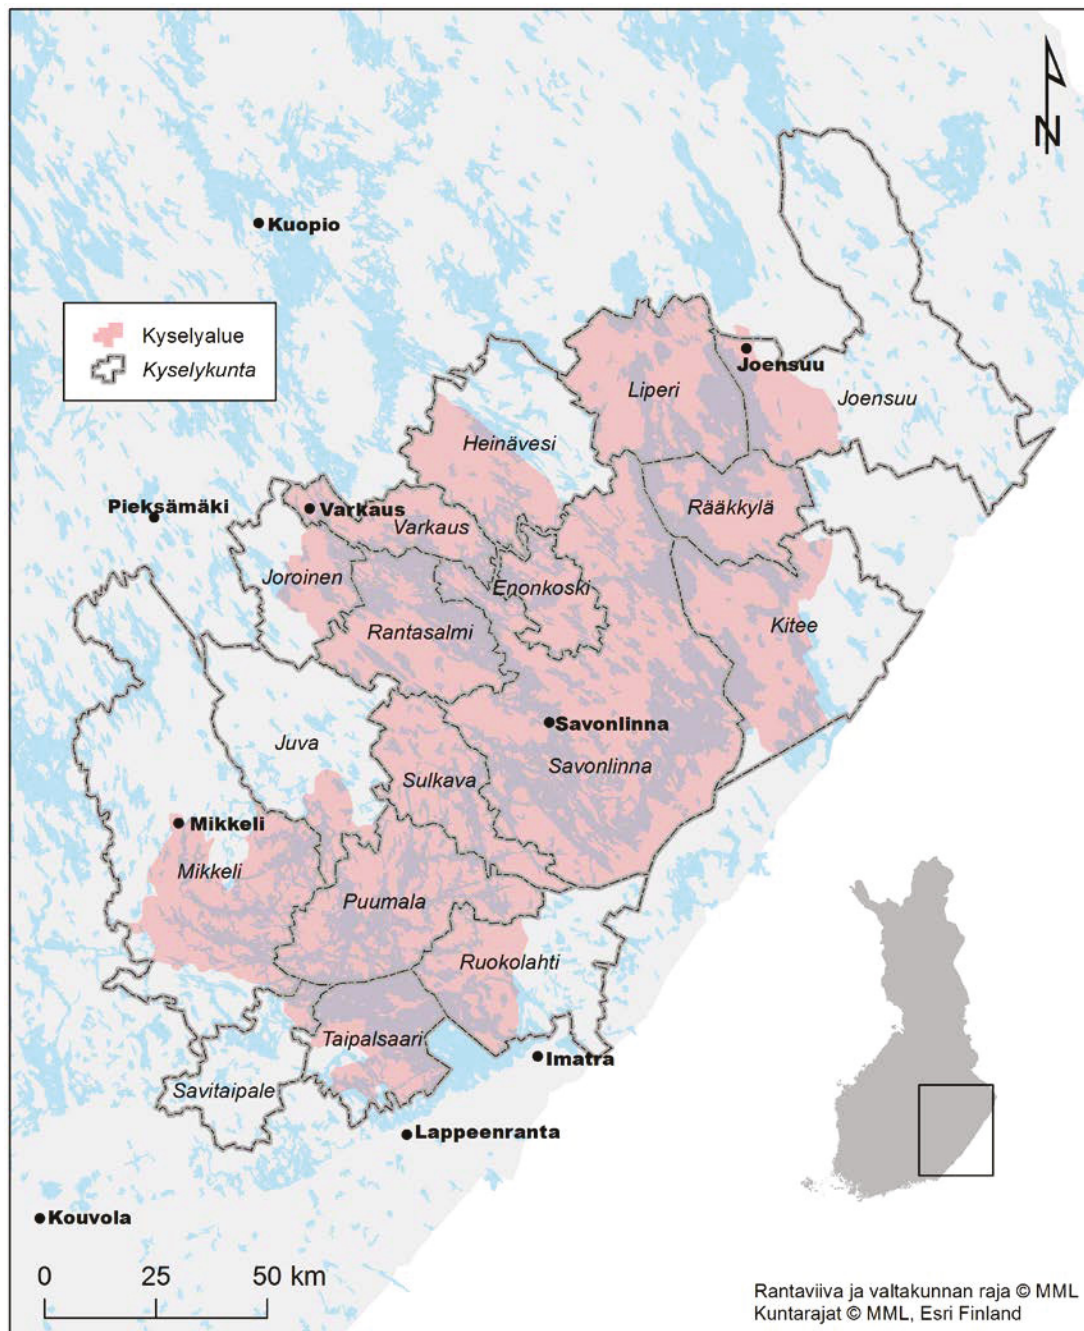 N
Kuopio
Kyselyalue
Kyselykunta
Joensuu
Liperi
Joensuu
Heinävesi
Pieksämäki
Varkaus
Varkaus
Rääkkylä
Joroinen
Enonkoski
Rantasalmi
Kitee
Savonlinna
Juva
Savonlinna
Sulkava
Mikkeli
Mikkeli
Puumala
Ruokolahti
Taipalsaari
Imatra
Savitaipale
Lappeenranta
Kouvola
0 25 50 km
Rantaviiva ja valtakunnan raja © MML
Kuntarajat © MML, Esri Finland